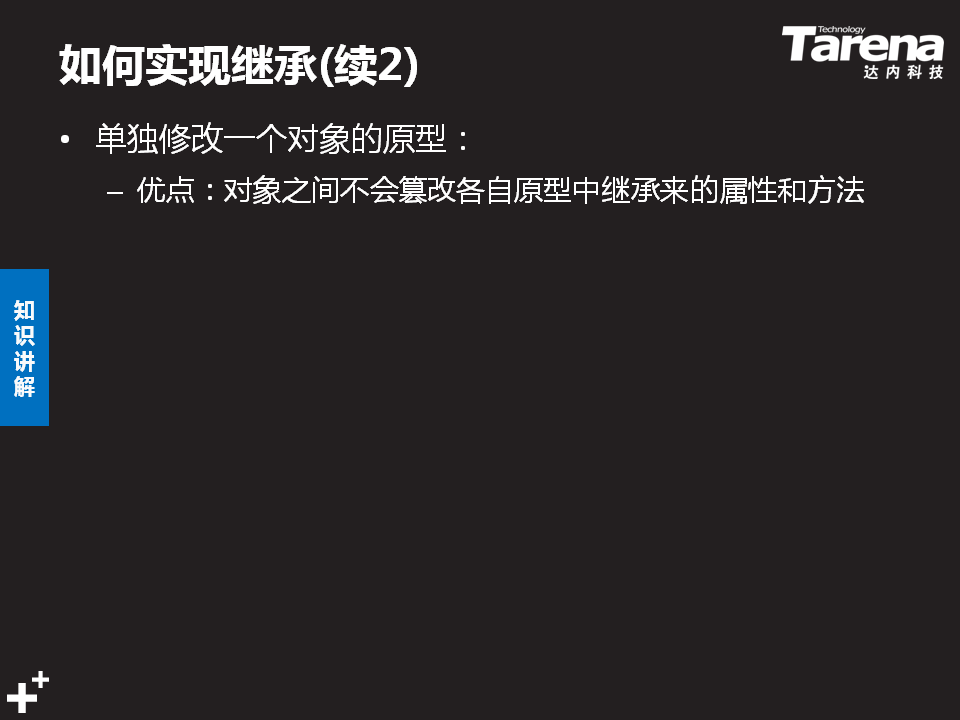 如何实现继承(续2)
Technology
Tarena
达内科技
• 单独修改一个对象的原型：
– 优点：对象之间不会篡改各自原型中继承来的属性和方法
知
识
讲
解